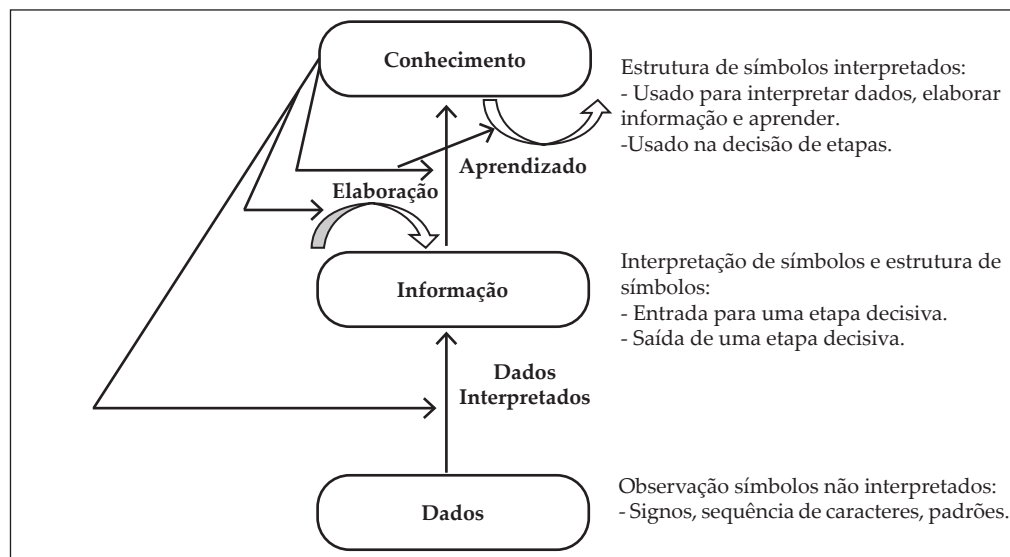 Conhecimento
Estrutura de símbolos interpretados:
- Usado para interpretar dados, elaborar
informação e aprender.
-Usado na decisão de etapas.
Aprendizado
Elaboração
Informação
Interpretação de símbolos e estrutura de
símbolos:
- Entrada para uma etapa decisiva.
- Saída de uma etapa decisiva.
Dados
Interpretados
Dados
Observação símbolos não interpretados:
- Signos, sequência de caracteres, padrões.